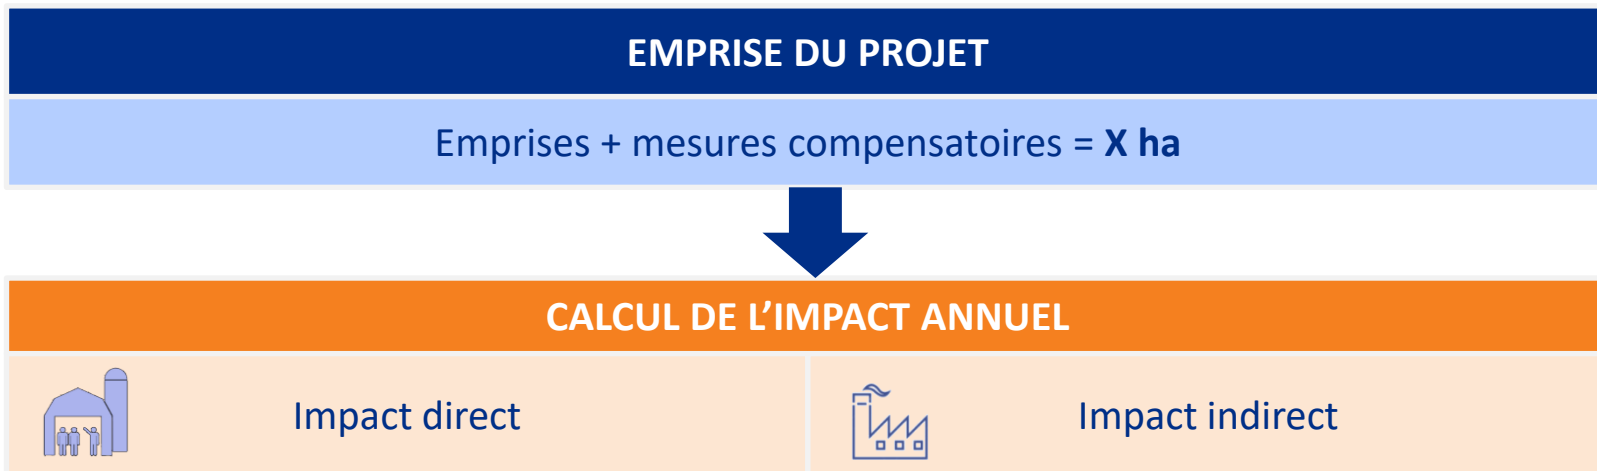 EMPRISE DU PROJET
Emprises + mesures compensatoires = X ha
CALCUL DE L’IMPACT ANNUEL
Impact direct
Impact indirect